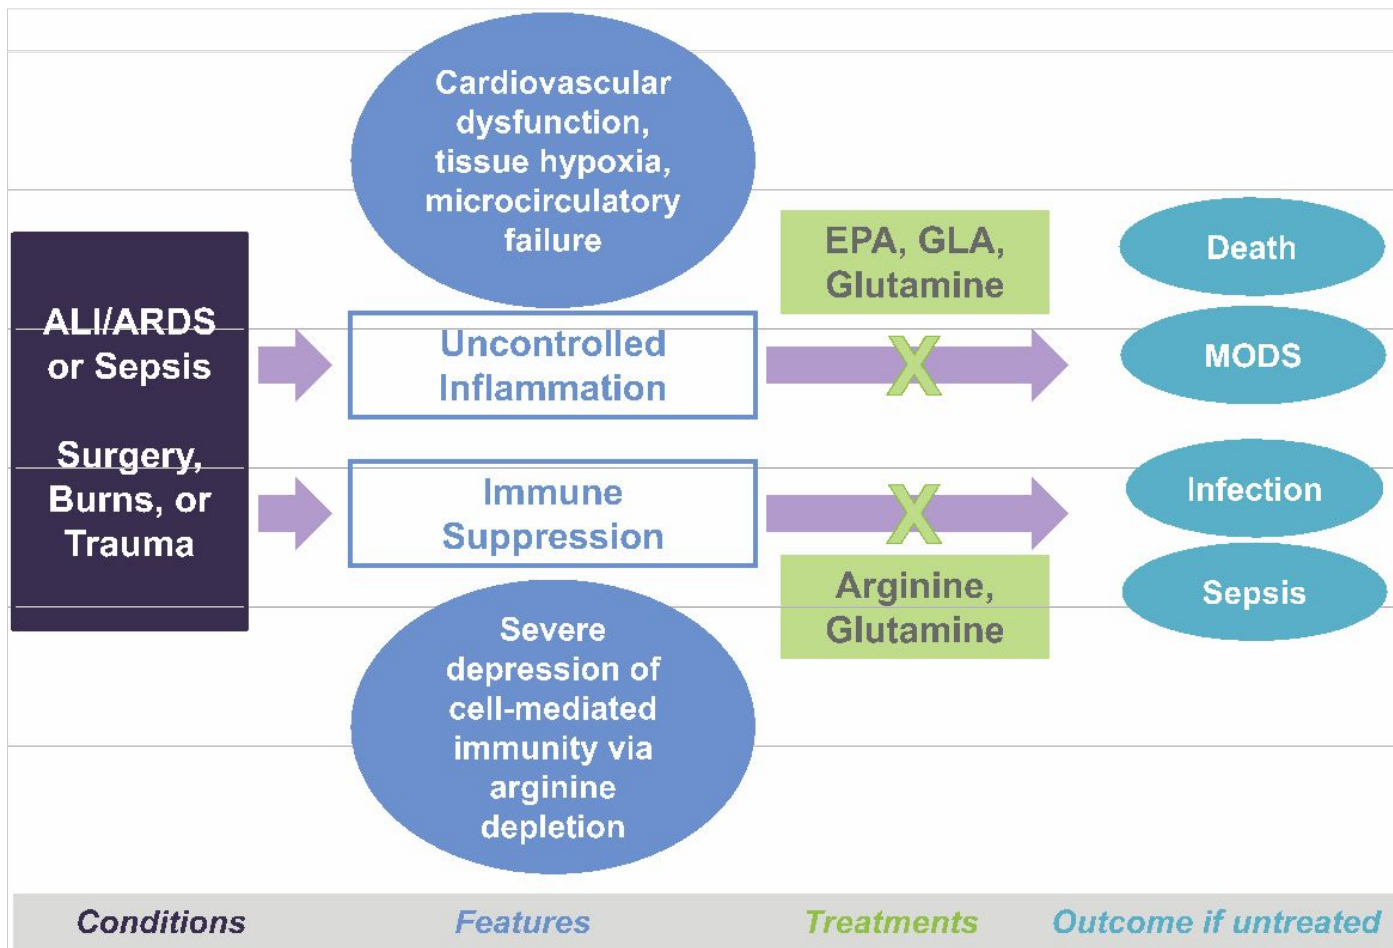 Cardiovascular
dysfunction,
tissue hypoxia,
microcirculatory
failure
ALI/ARDS
or Sepsis
Surgery,
Burns, or
Trauma
Uncontrolled
Inflammation
Immune
Suppression
Severe
depression of
cell-mediated
immunity via
arginine
depletion
EPA, GLA,
Glutamine
X
X
Arginine,
Glutamine
Death
MODS
Infection
Sepsis
Conditions Features Treatments Outcome if untreated